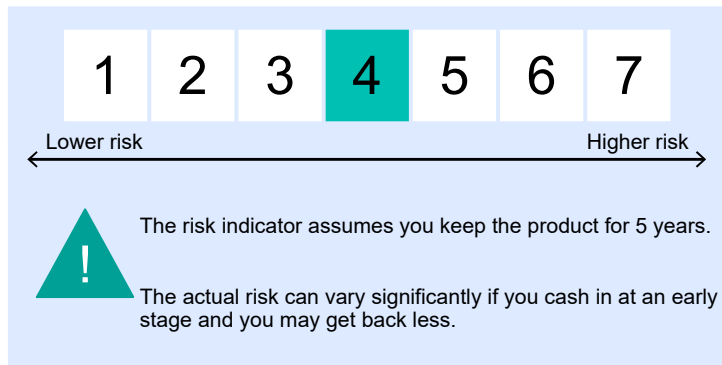 1 2 3 4 5 6 7
Lower risk Higher risk
!
The risk indicator assumes you keep the product for 5 years.
The actual risk can vary significantly if you cash in at an early
stage and you may get back less.